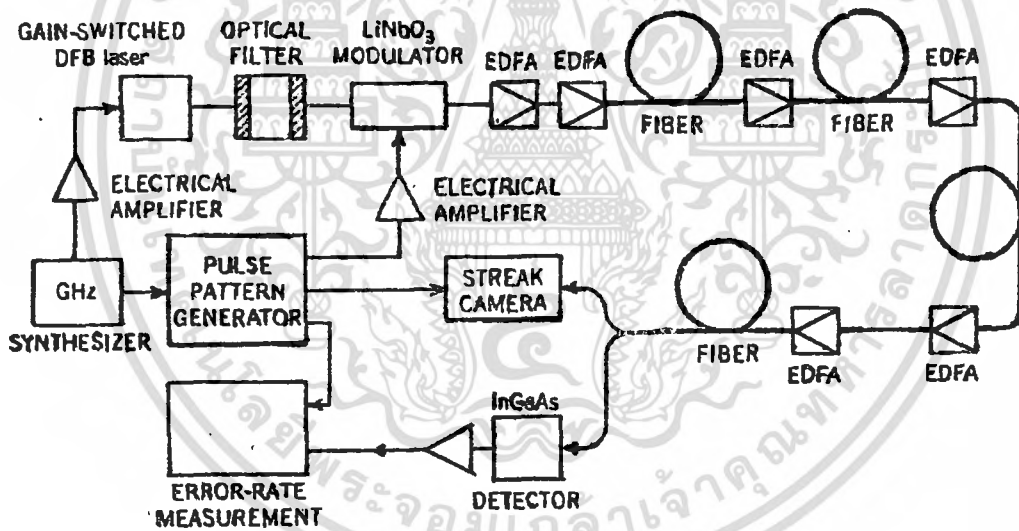 GAIN-SWITCHED
DFB laser
OPTICAL
FILTER
LiNbO3
MODULATOR
EDFA
EDFA
FIBER
EDFA
FIBER
EDFA
ELECTRICAL
AMPLIFIER
ELECTRICAL
AMPLIFIER
GHz
SYNTHESIZER
PULSE
PATTERN
GENERATOR
STREAK
CAMERA
FIBER
EDFA
EDFA
InGaAs
DETECTOR
ERROR-RATE
MEASUREMENT